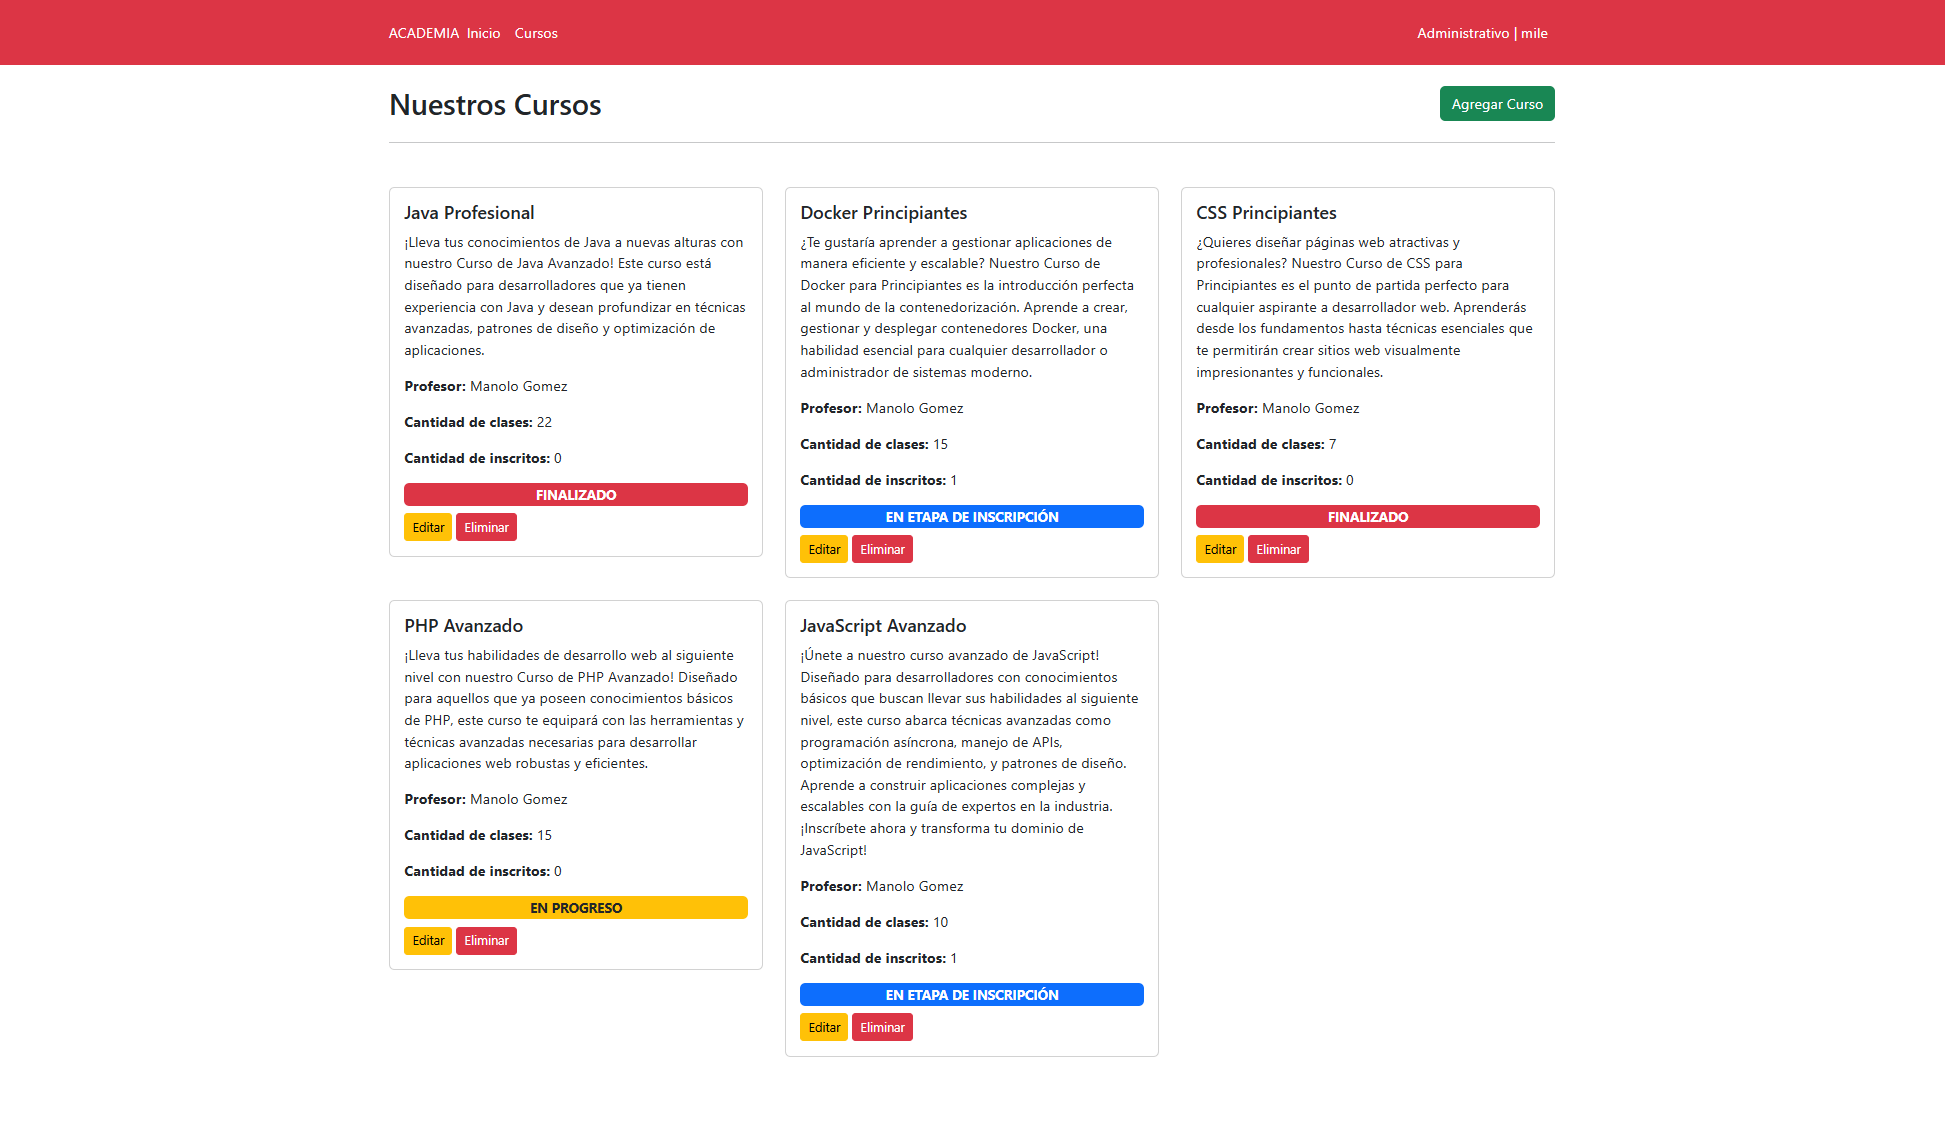 ACADEMIA Inicio Cursos
Administrativo | mile
Nuestros Cursos
Agregar Curso
Java Profesional
¡Lleva tus conocimientos de Java a nuevas alturas con
nuestro Curso de Java Avanzado! Este curso está
diseñado para desarrolladores que ya tienen
experiencia con Java y desean profundizar en técnicas
avanzadas, patrones de diseño y optimización de
aplicaciones.
Profesor: Manolo Gomez
Cantidad de clases: 22
Cantidad de inscritos: 0
FINALIZADO
Editar Eliminar
Docker Principiantes
¿Te gustaría aprender a gestionar aplicaciones de
manera eficiente y escalable? Nuestro Curso de
Docker para Principiantes es la introducción perfecta
al mundo de la contenedorización. Aprende a crear,
gestionar y desplegar contenedores Docker, una
habilidad esencial para cualquier desarrollador o
administrador de sistemas moderno.
Profesor: Manolo Gomez
Cantidad de clases: 15
Cantidad de inscritos: 1
EN ETAPA DE INSCRIPCIÓN
Editar Eliminar
CSS Principiantes
¿Quieres diseñar páginas web atractivas y
profesionales? Nuestro Curso de CSS para
Principiantes es el punto de partida perfecto para
cualquier aspirante a desarrollador web. Aprenderás
desde los fundamentos hasta técnicas esenciales que
te permitirán crear sitios web visualmente
impresionantes y funcionales.
Profesor: Manolo Gomez
Cantidad de clases: 7
Cantidad de inscritos: 0
FINALIZADO
Editar Eliminar
PHP Avanzado
¡Lleva tus habilidades de desarrollo web al siguiente
nivel con nuestro Curso de PHP Avanzado! Diseñado
para aquellos que ya poseen conocimientos básicos
de PHP, este curso te equipará con las herramientas y
técnicas avanzadas necesarias para desarrollar
aplicaciones web robustas y eficientes.
Profesor: Manolo Gomez
Cantidad de clases: 15
Cantidad de inscritos: 0
EN PROGRESO
Editar Eliminar
JavaScript Avanzado
¡Únete a nuestro curso avanzado de JavaScript!
Diseñado para desarrolladores con conocimientos
básicos que buscan llevar sus habilidades al siguiente
nivel, este curso abarca técnicas avanzadas como
programación asíncrona, manejo de APIs,
optimización de rendimiento, y patrones de diseño.
Aprende a construir aplicaciones complejas y
escalables con la guía de expertos en la industria.
¡Inscríbete ahora y transforma tu dominio de
JavaScript!
Profesor: Manolo Gomez
Cantidad de clases: 10
Cantidad de inscritos: 1
EN ETAPA DE INSCRIPCIÓN
Editar Eliminar